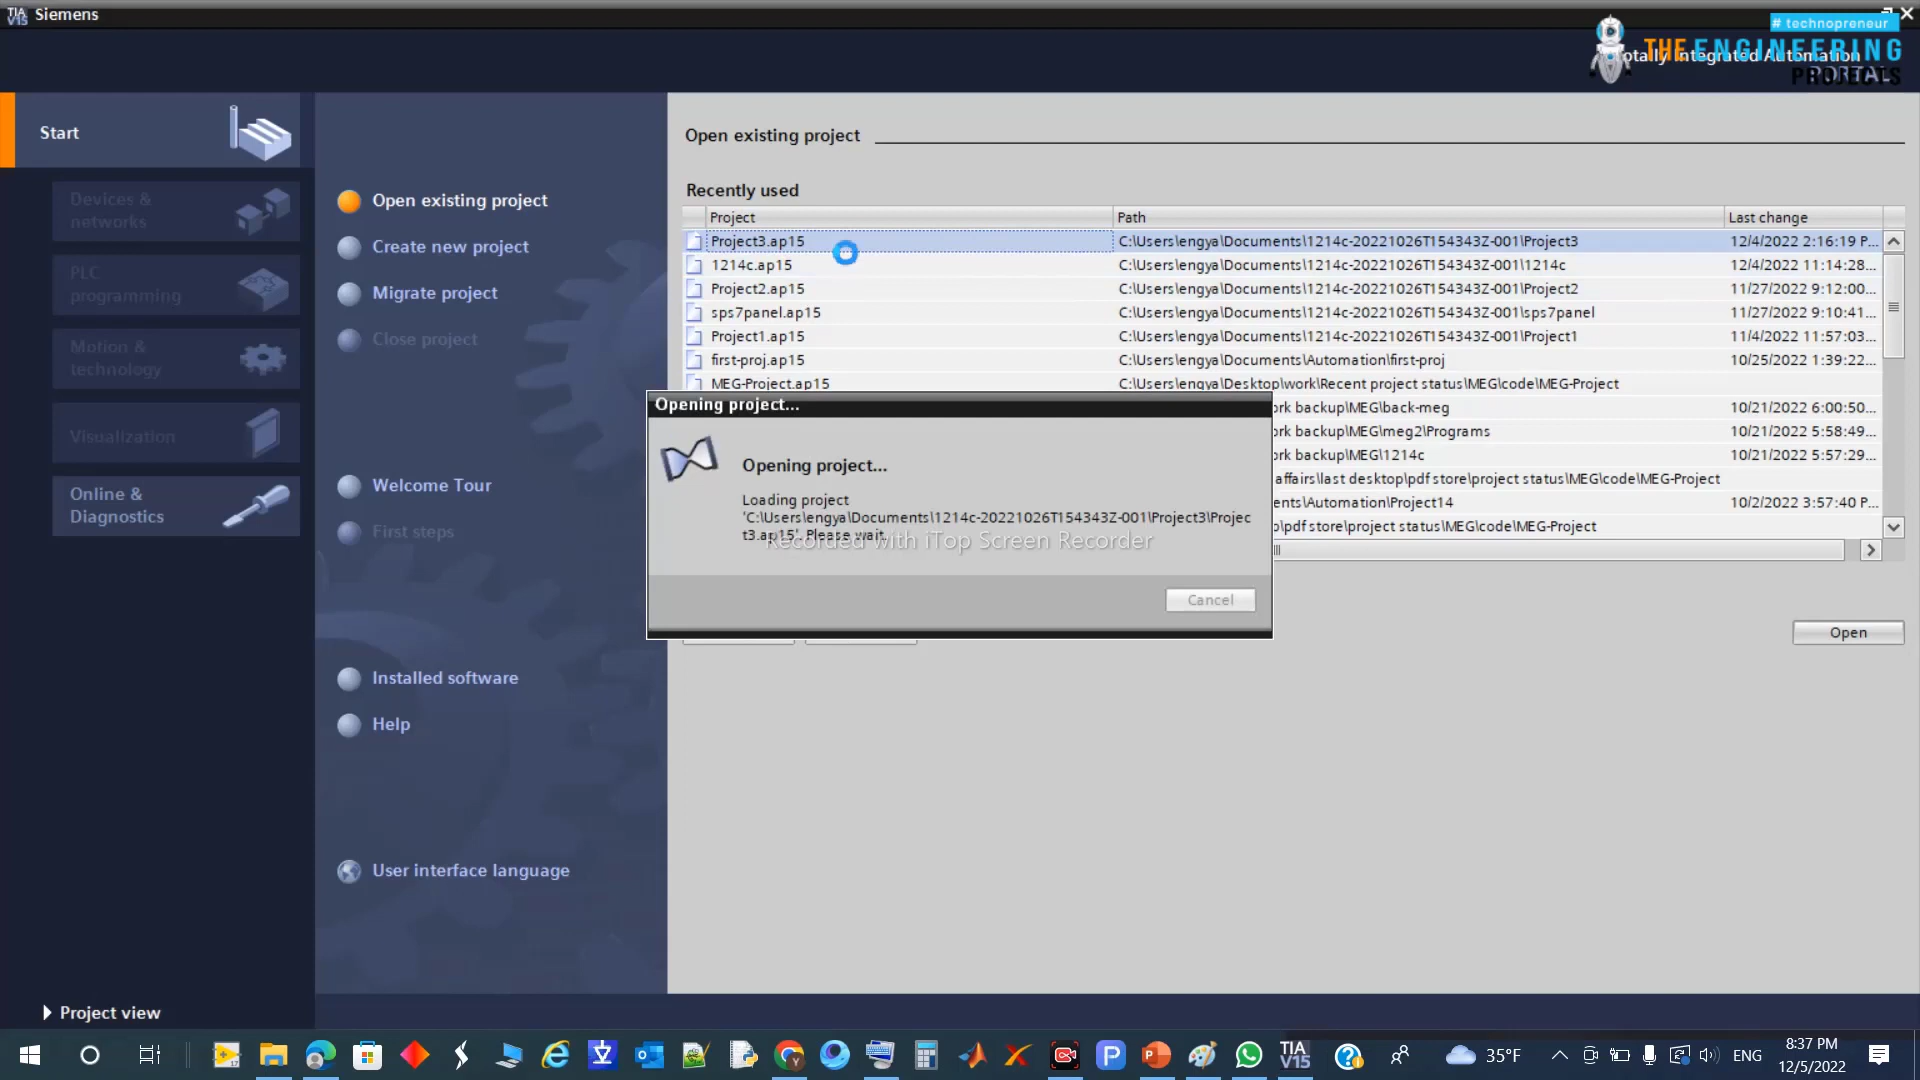 TIA V15 Siemens
# technopreneur
THE ENGINEERING PROJECTS
Totally Integrated Automation
PORTAL
Start
Devices & networks
PLC programming
Motion & technology
Visualization
Online & Diagnostics
Open existing project
Create new project
Migrate project
Close project
Welcome Tour
First steps
Installed software
Help
User interface language
Project view
Open existing project
Recently used
Project Path Last change
Project3.ap15 C:\Users\engya\Documents\1214c-20221026T154343Z-001\Project3 12/4/2022 2:16:19 P...
1214c.ap15 C:\Users\engya\Documents\1214c-20221026T154343Z-001\1214c 12/4/2022 11:14:28...
Project2.ap15 C:\Users\engya\Documents\1214c-20221026T154343Z-001\Project2 11/27/2022 9:12:00...
sps7panel.ap15 C:\Users\engya\Documents\1214c-20221026T154343Z-001\sps7panel 11/27/2022 9:10:41...
Project1.ap15 C:\Users\engya\Documents\1214c-20221026T154343Z-001\Project1 11/4/2022 11:57:03...
first-proj.ap15 C:\Users\engya\Documents\Automation\first-proj 10/25/2022 1:39:22...
MEG-Project.ap15 C:\Users\engya\Desktop\work\Recent project status\MEG\code\MEG-Project
rk backup\MEG\back-meg 10/21/2022 6:00:50...
rk backup\MEG\meg2\Programs 10/21/2022 5:58:49...
rk backup\MEG\1214c 10/21/2022 5:57:29...
affairs\last desktop\pdf store\project status\MEG\code\MEG-Project
ents\Automation\Project14 10/2/2022 3:57:40 P...
\pdf store\project status\MEG\code\MEG-Project
Opening project...
Opening project...
Loading project
'C:\Users\engya\Documents\1214c-20221026T154343Z-001\Project3\Projec
t3.ap15'. Please wait.
Recorded with iTop Screen Recorder
Cancel
Open
TIA V15
35°F
ENG
8:37 PM
12/5/2022